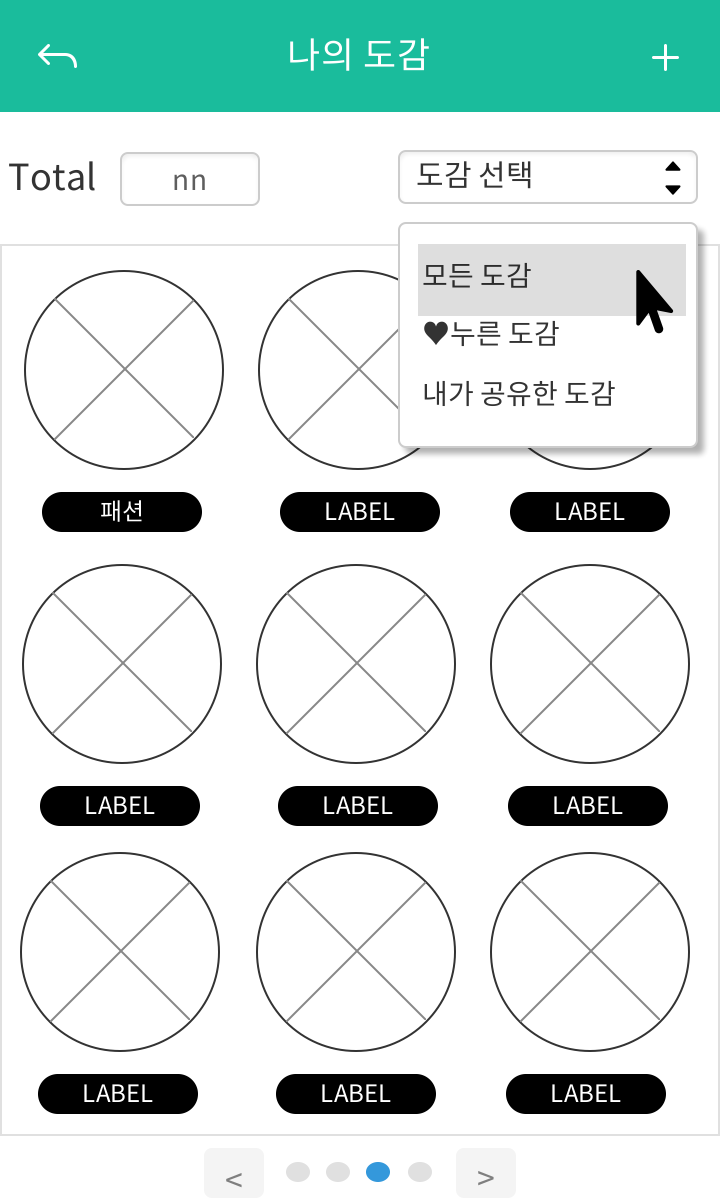 나의 도감
Total nn 도감 선택
모든 도감
♥누른 도감
내가 공유한 도감
패션 LABEL LABEL
LABEL LABEL LABEL
LABEL LABEL LABEL
< >